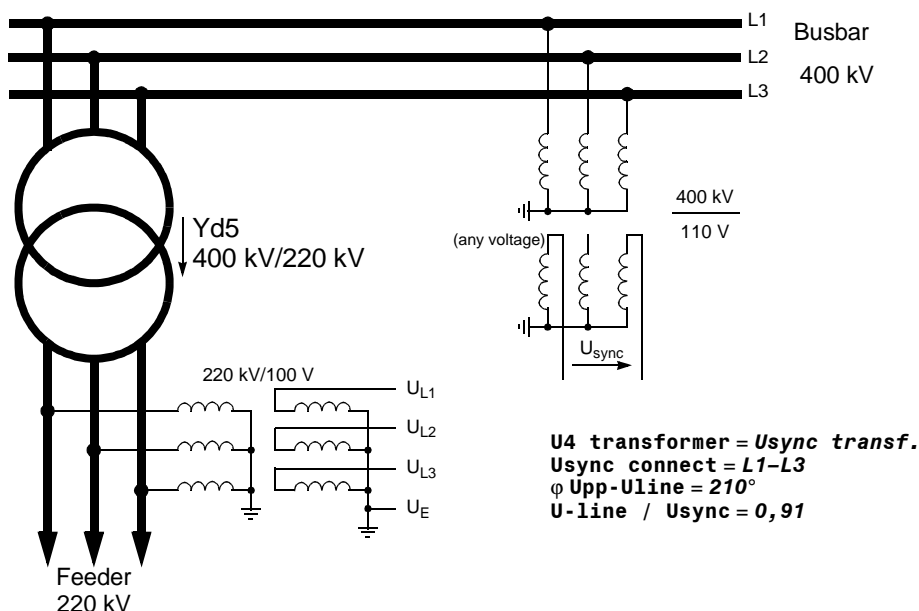 L1
Busbar
L2
400 kV
L3
400 kV
110 V
Yd5
400 kV/220 kV
(any voltage)
Usync
220 kV/100 V
UL1
UL2
UL3
UE
U4 transformer = Usync transf.
Usync connect = L1–L3
φ Upp-Uline = 210°
U-line / Usync = 0,91
Feeder
220 kV